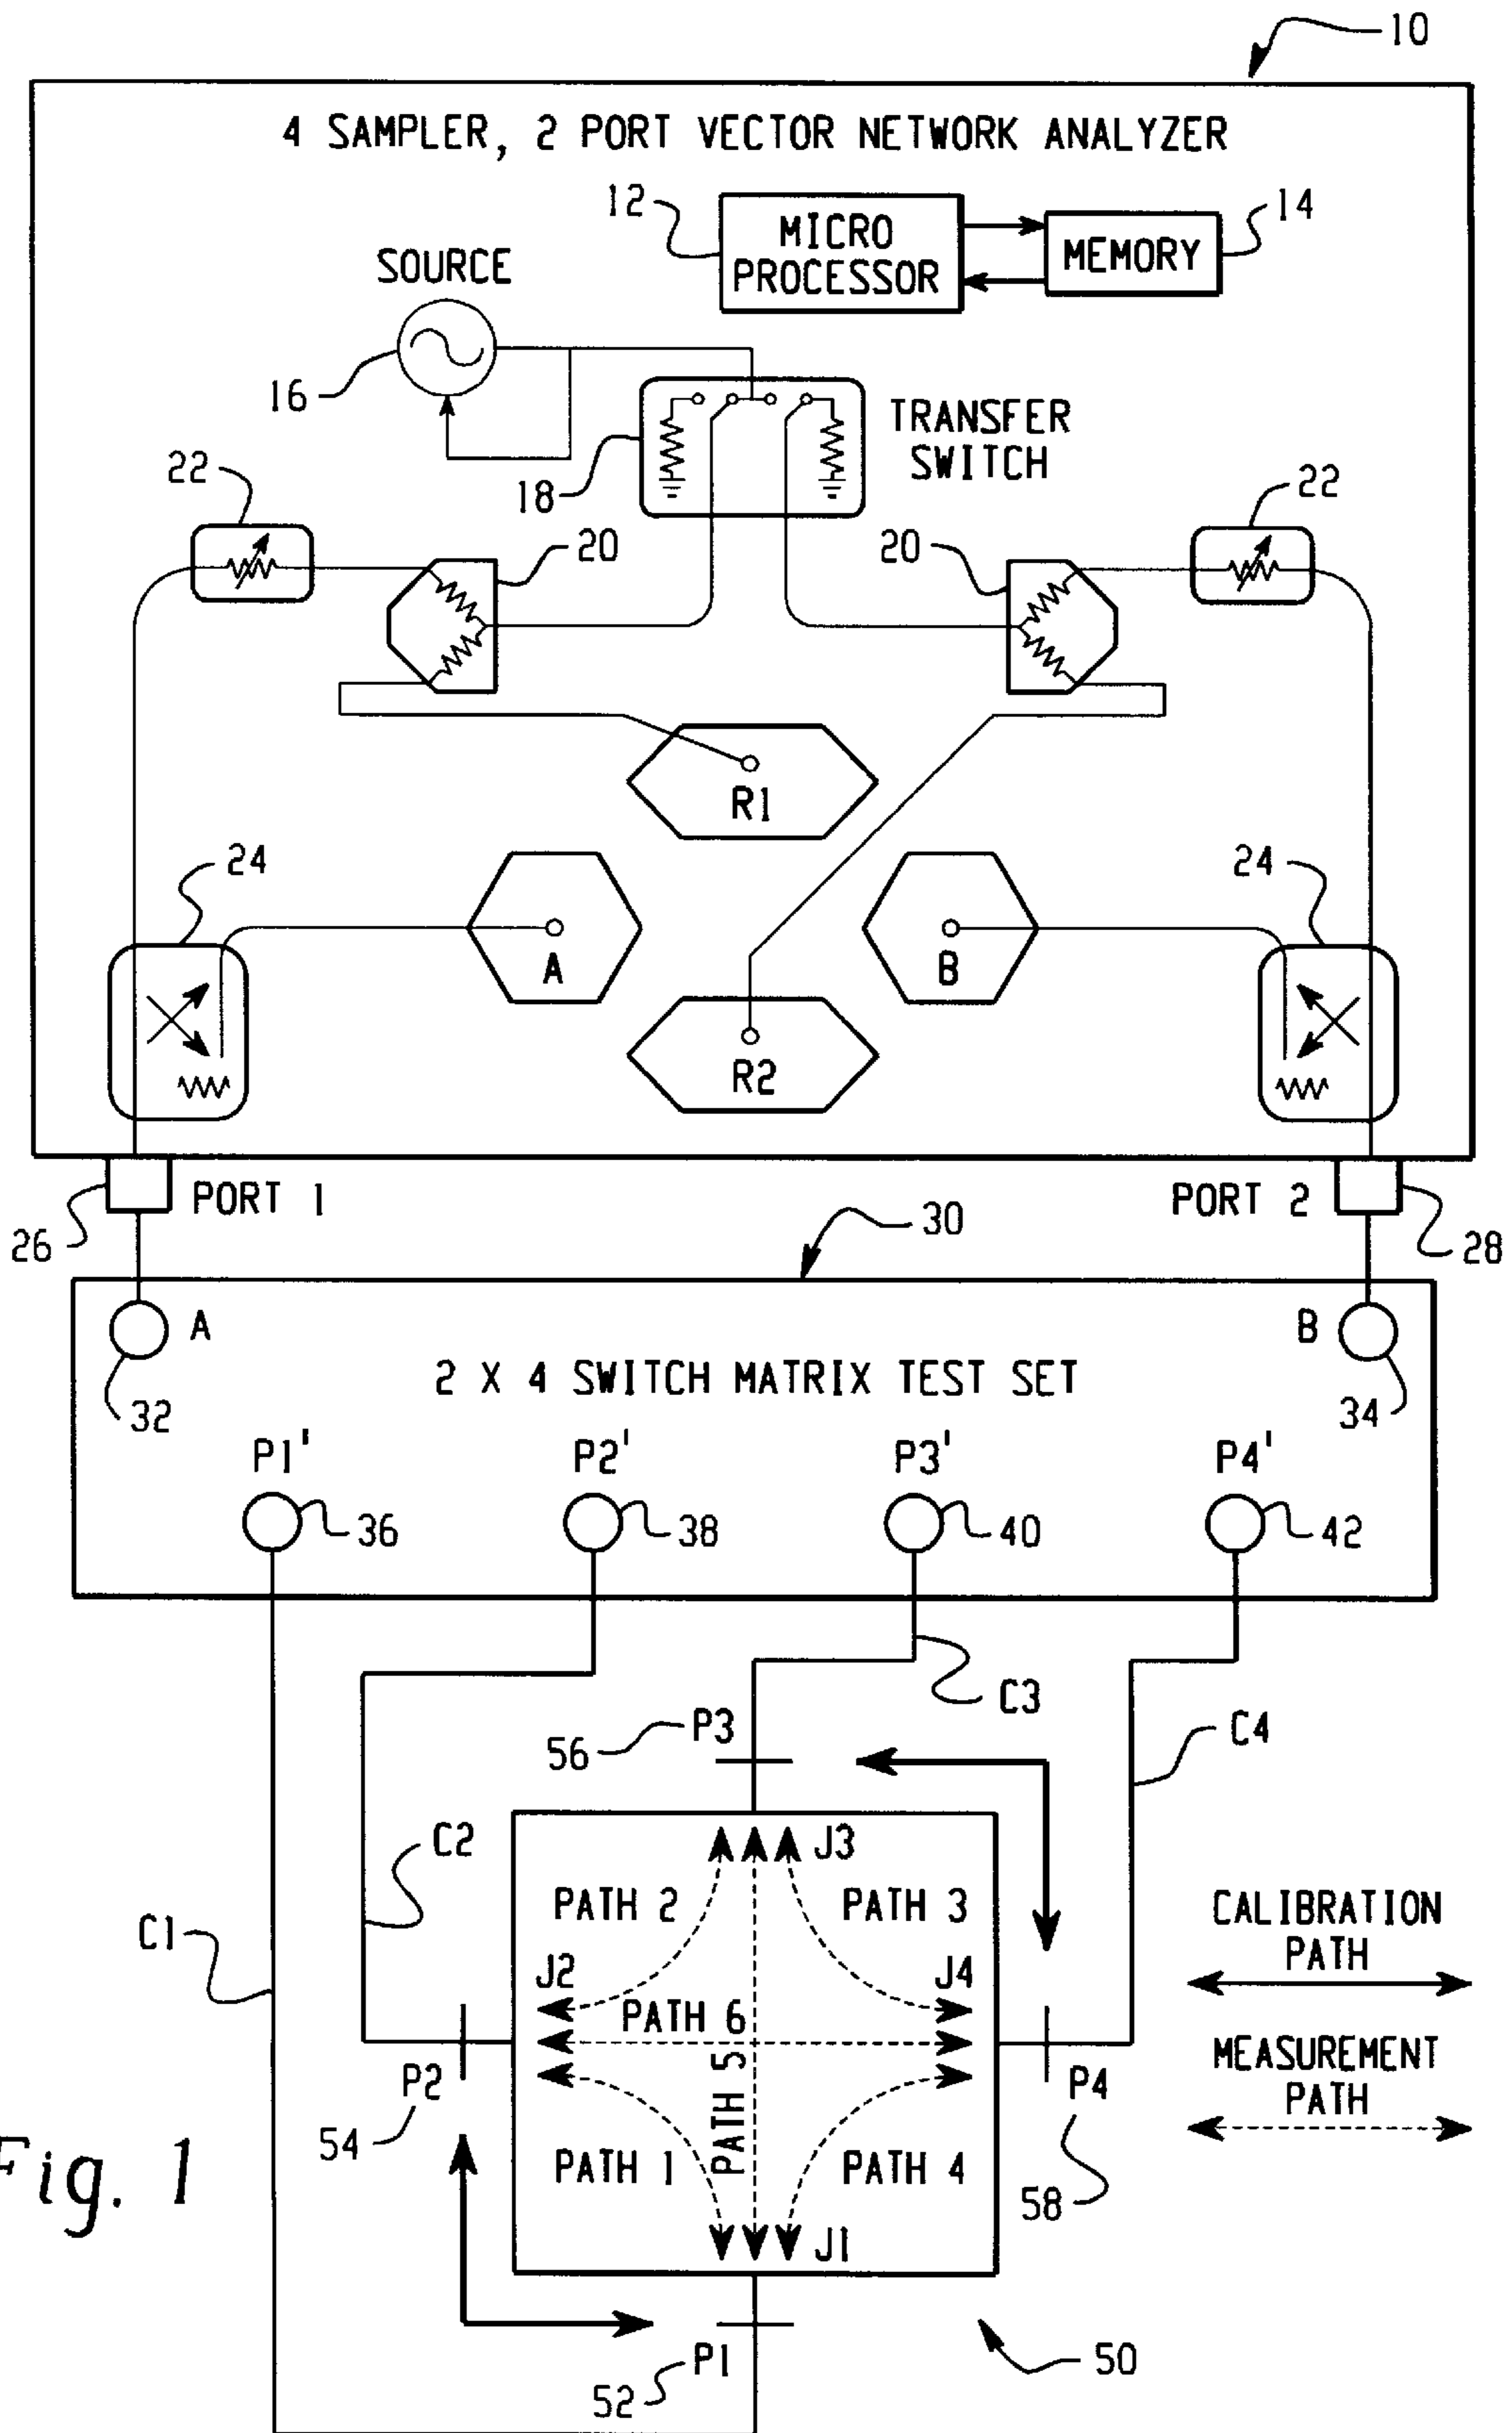 10
4 SAMPLER, 2 PORT VECTOR NETWORK ANALYZER
12
MICRO
PROCESSOR
MEMORY
14
SOURCE
16
18
TRANSFER
SWITCH
22
22
20
20
R1
24
24
A
B
R2
PORT 1
PORT 2
26
28
30
A
B
2 X 4 SWITCH MATRIX TEST SET
32
34
P1'
P2'
P3'
P4'
36
38
40
42
C3
C4
P3
56
C2
J3
PATH 2
PATH 3
C1
J2
J4
PATH 6
PATH 5
CALIBRATION
PATH
MEASUREMENT
PATH
P2
P4
54
58
PATH 1
PATH 4
J1
Fig. 1
P1
52
50